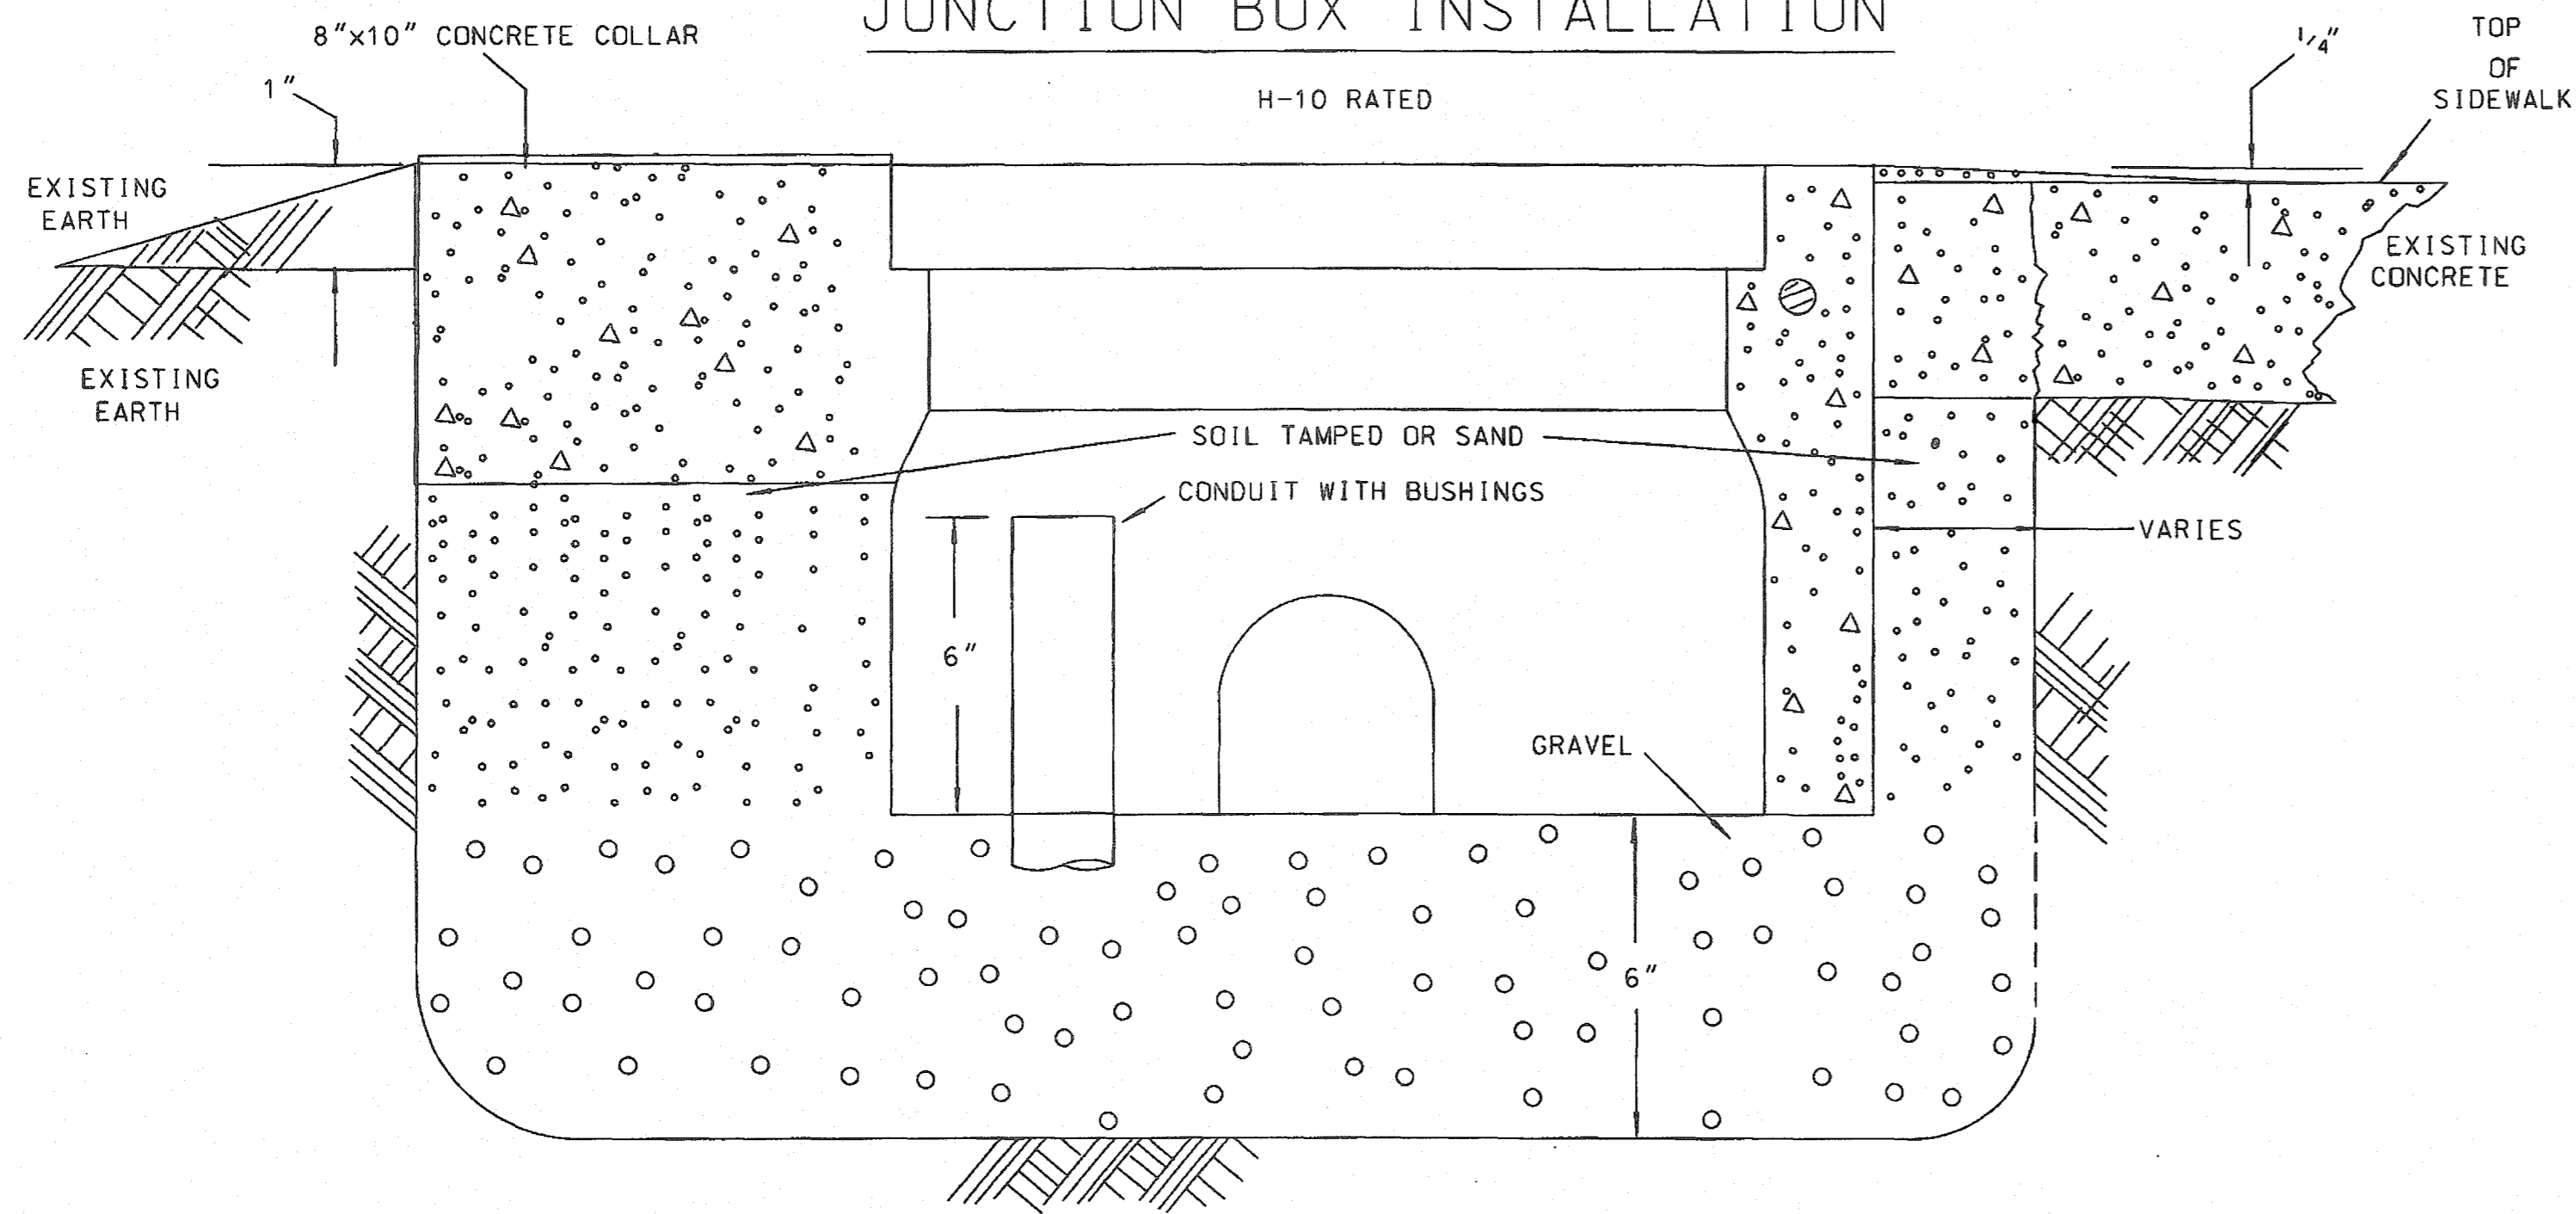 JUNCTION BOX INSTALLATION
8"x10" CONCRETE COLLAR
1"
H-10 RATED
1/4"
TOP
OF
SIDEWALK
EXISTING
EARTH
EXISTING
CONCRETE
EXISTING
EARTH
SOIL TAMPED OR SAND
CONDUIT WITH BUSHINGS
VARIES
6"
GRAVEL
6"